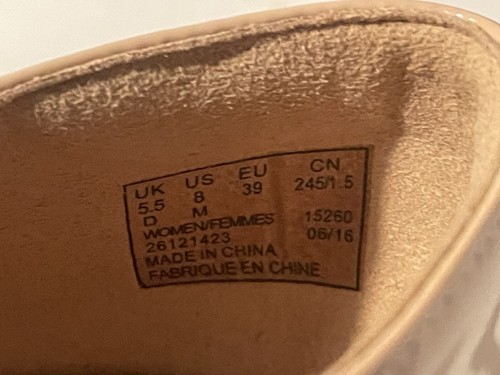 UK US EU CN
5.5 8 39 245/1.5
D M
WOMEN/FEMMES 15260
26121423 06/16
MADE IN CHINA
FABRIQUE EN CHINE